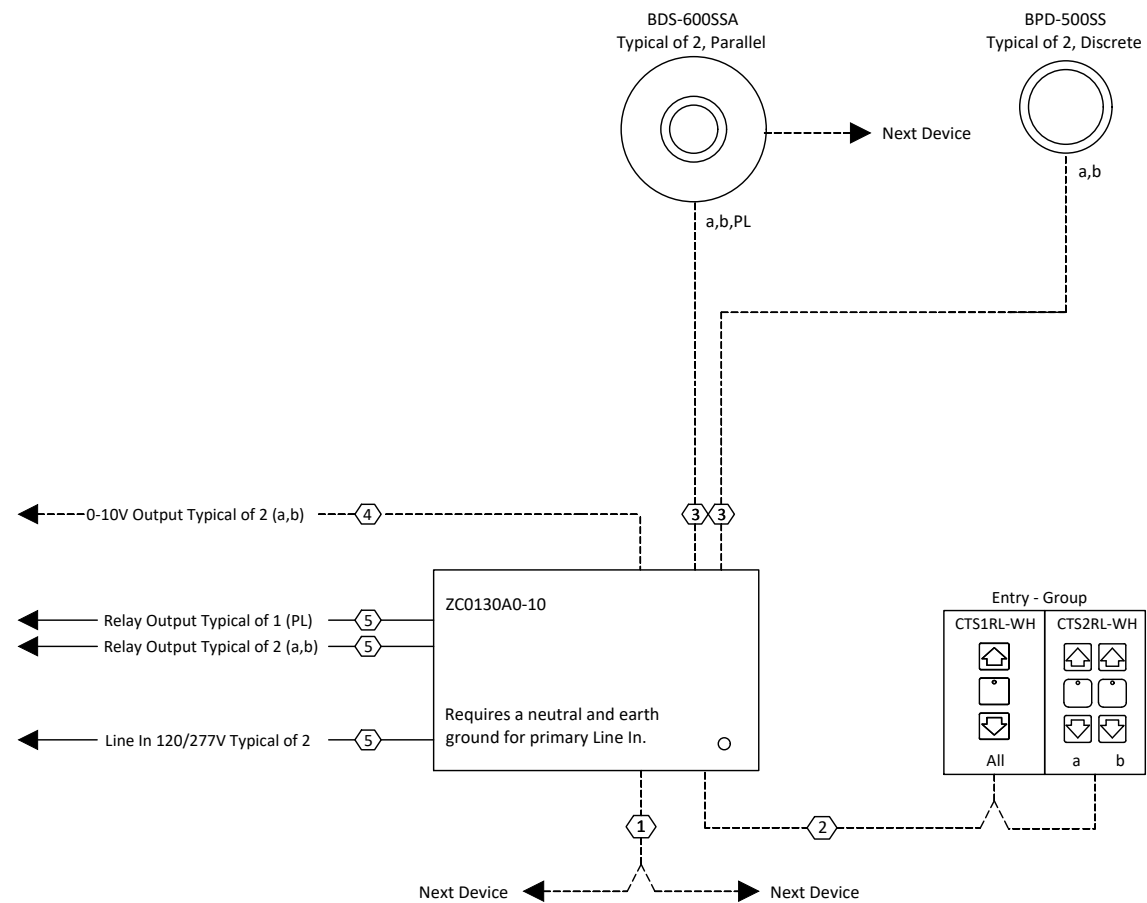 BDS-600SSA
Typical of 2, Parallel
BPD-500SS
Typical of 2, Discrete
Next Device
a,b
a,b,PL
0-10V Output Typical of 2 (a,b)
4
3
3
ZC0130A0-10
Relay Output Typical of 1 (PL)
5
Relay Output Typical of 2 (a,b)
5
Requires a neutral and earth
ground for primary Line In.
Line In 120/277V Typical of 2
5
Entry - Group
CTS1RL-WH
CTS2RL-WH
All
a
b
1
2
Next Device
Next Device